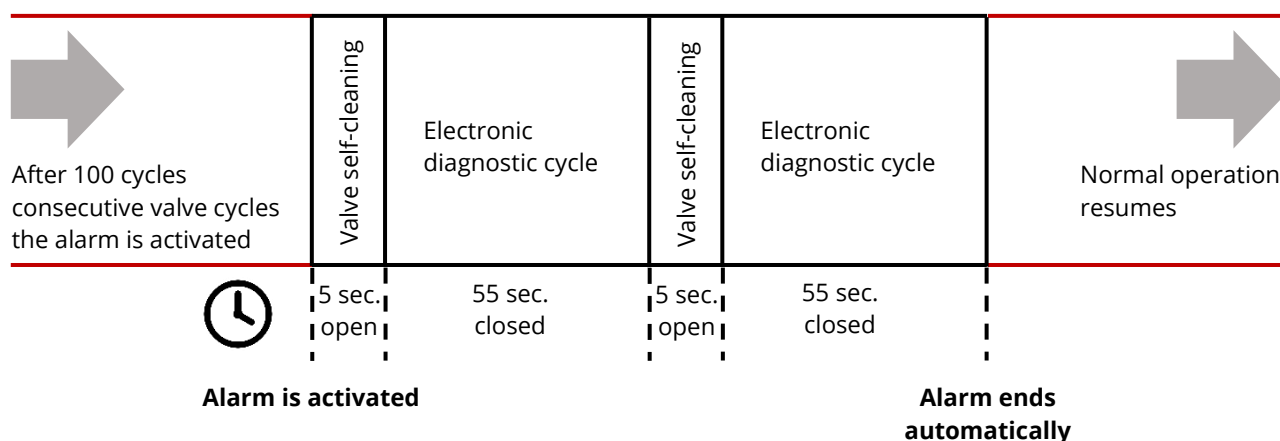 After 100 cycles
consecutive valve cycles
the alarm is activated
Valve self-cleaning
Electronic
diagnostic cycle
Valve self-cleaning
Electronic
diagnostic cycle
Normal operation
resumes
5 sec.
open
55 sec.
closed
5 sec.
open
55 sec.
closed
Alarm is activated
Alarm ends
automatically